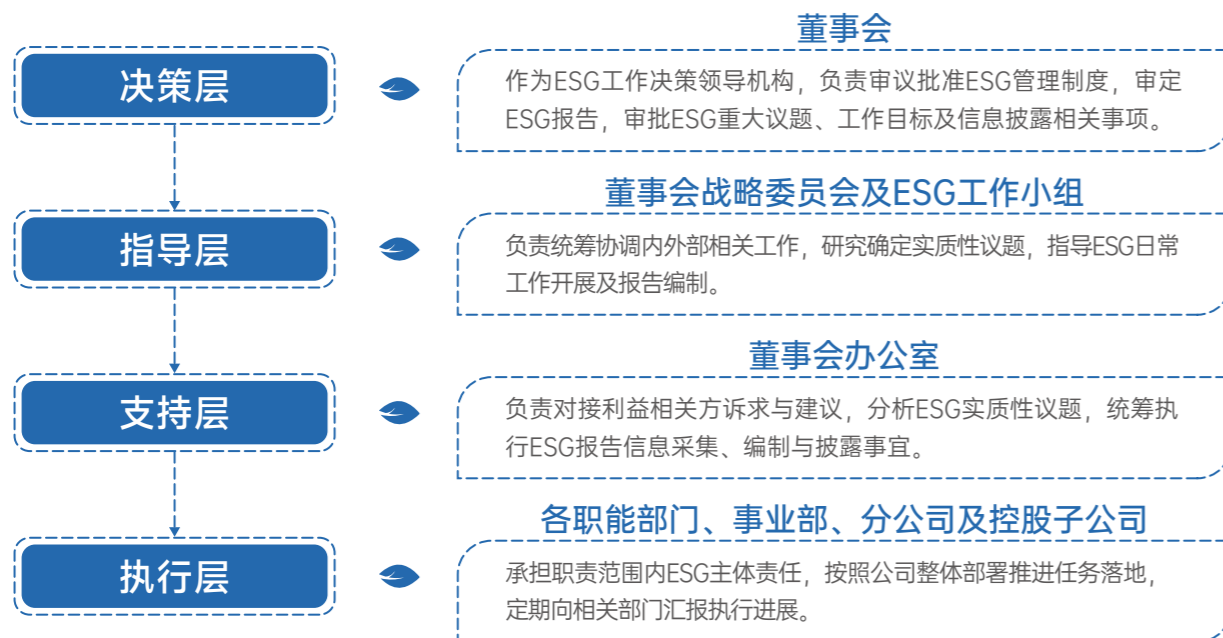 董事会
决策层
作为ESG工作决策领导机构，负责审议批准ESG管理制度，审定
ESG报告，审批ESG重大议题、工作目标及信息披露相关事项。
董事会战略委员会及ESG工作小组
指导层
负责统筹协调内外部相关工作，研究确定实质性议题，指导ESG日常
工作开展及报告编制。
董事会办公室
支持层
负责对接利益相关方诉求与建议，分析ESG实质性议题，统筹执
行ESG报告信息采集、编制与披露事宜。
各职能部门、事业部、分公司及控股子公司
执行层
承担职责范围内ESG主体责任，按照公司整体部署推进任务落地，
定期向相关部门汇报执行进展。